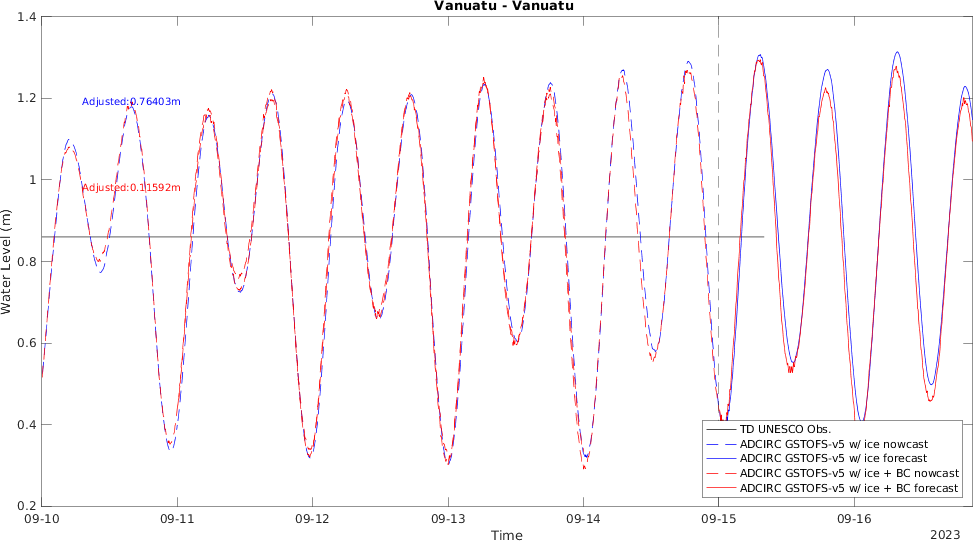 Vanuatu - Vanuatu
1.4
1.2
1
0.8
0.6
0.4
0.2
Water Level (m)
Adjusted:0.76403m
Adjusted:0.11592m
TD UNESCO Obs.
ADCIRC GSTOFS-v5 w/ ice nowcast
ADCIRC GSTOFS-v5 w/ ice forecast
ADCIRC GSTOFS-v5 w/ ice + BC nowcast
ADCIRC GSTOFS-v5 w/ ice + BC forecast
09-10 09-11 09-12 09-13 09-14 09-15 09-16
Time
2023